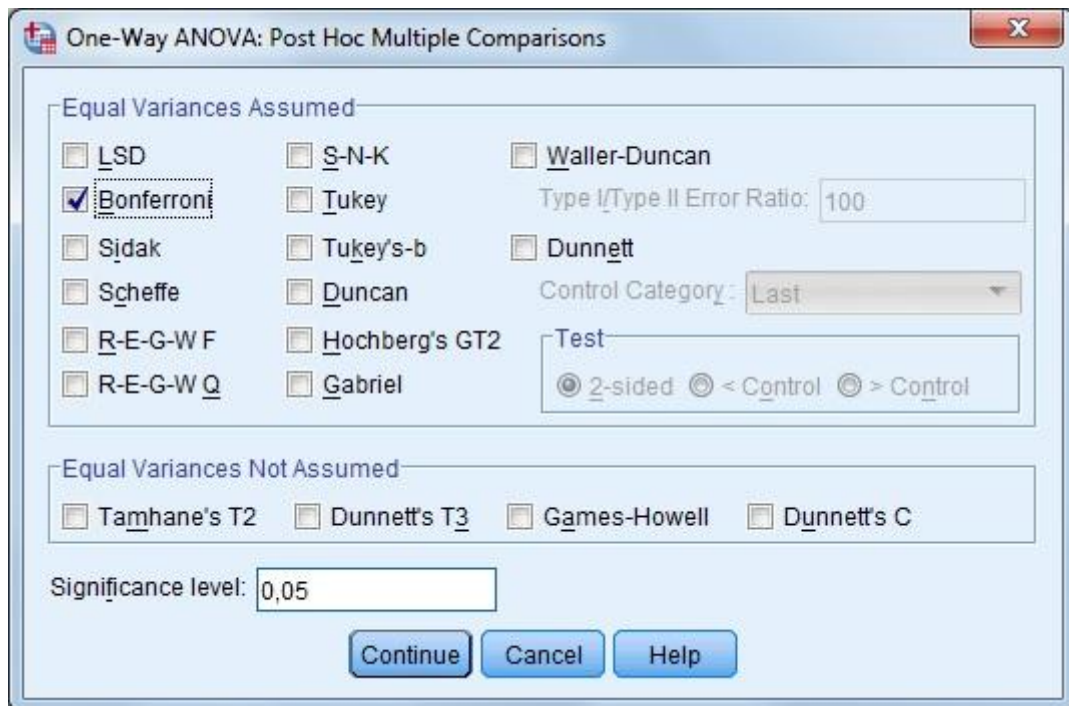 One-Way ANOVA: Post Hoc Multiple Comparisons
Equal Variances Assumed
LSD
S-N-K
Waller-Duncan
Bonferroni
Tukey
Type I/Type II Error Ratio: 100
Sidak
Tukey's-b
Dunnett
Scheffe
Duncan
Control Category: Last
R-E-G-W F
Hochberg's GT2
Test
R-E-G-W Q
Gabriel
2-sided < Control > Control
Equal Variances Not Assumed
Tamhane's T2 Dunnett's T3 Games-Howell Dunnett's C
Significance level: 0,05
Continue Cancel Help